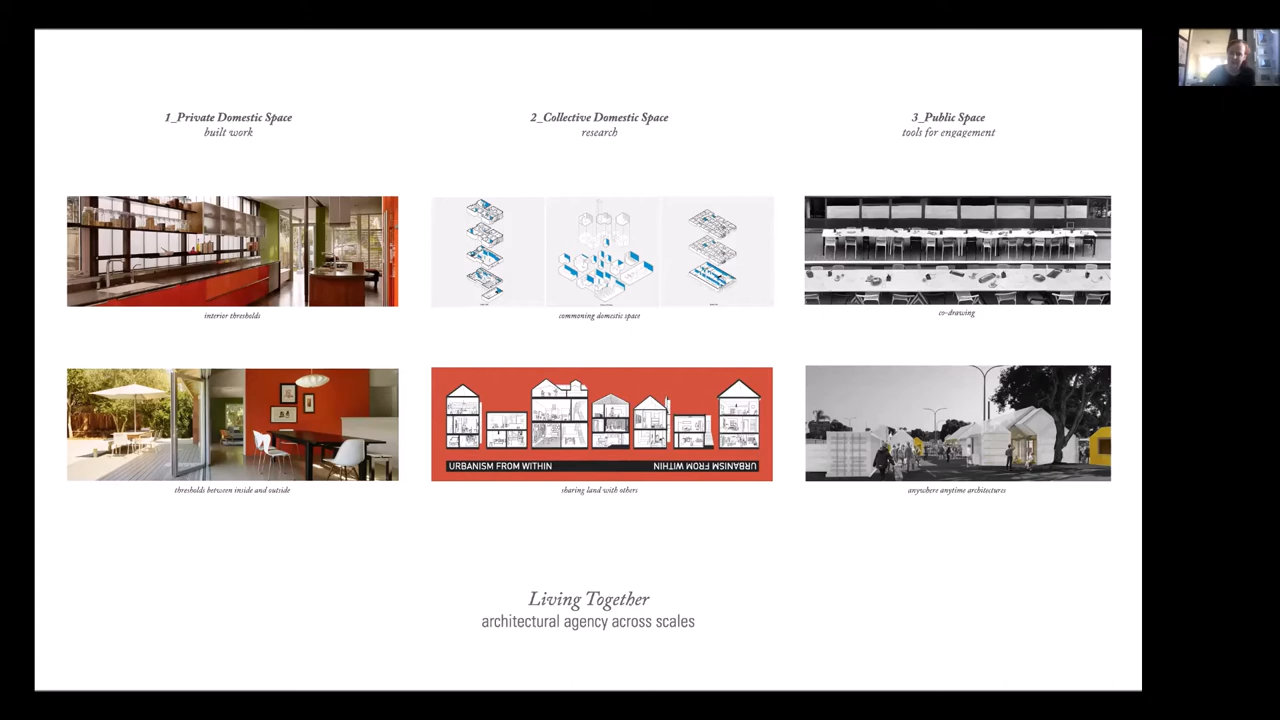 1_Private Domestic Space
built work
2_Collective Domestic Space
research
3_Public Space
tools for engagement
interior thresholds
commoning domestic space
co-drawing
URBANISM FROM WITHIN
URBANISM FROM WITHIN
thresholds between inside and outside
sharing land with others
anywhere anytime architectures
Living Together
architectural agency across scales